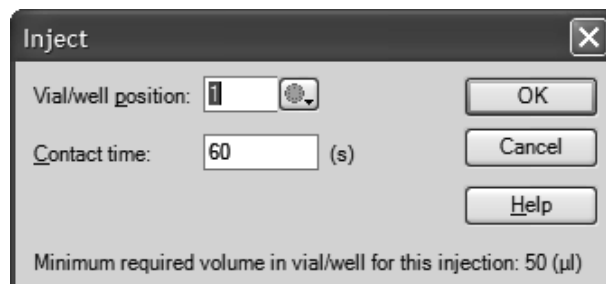 Inject
Vial/well position: 1
OK
Contact time: 60 (s)
Cancel
Help
Minimum required volume in vial/well for this injection: 50 (µl)